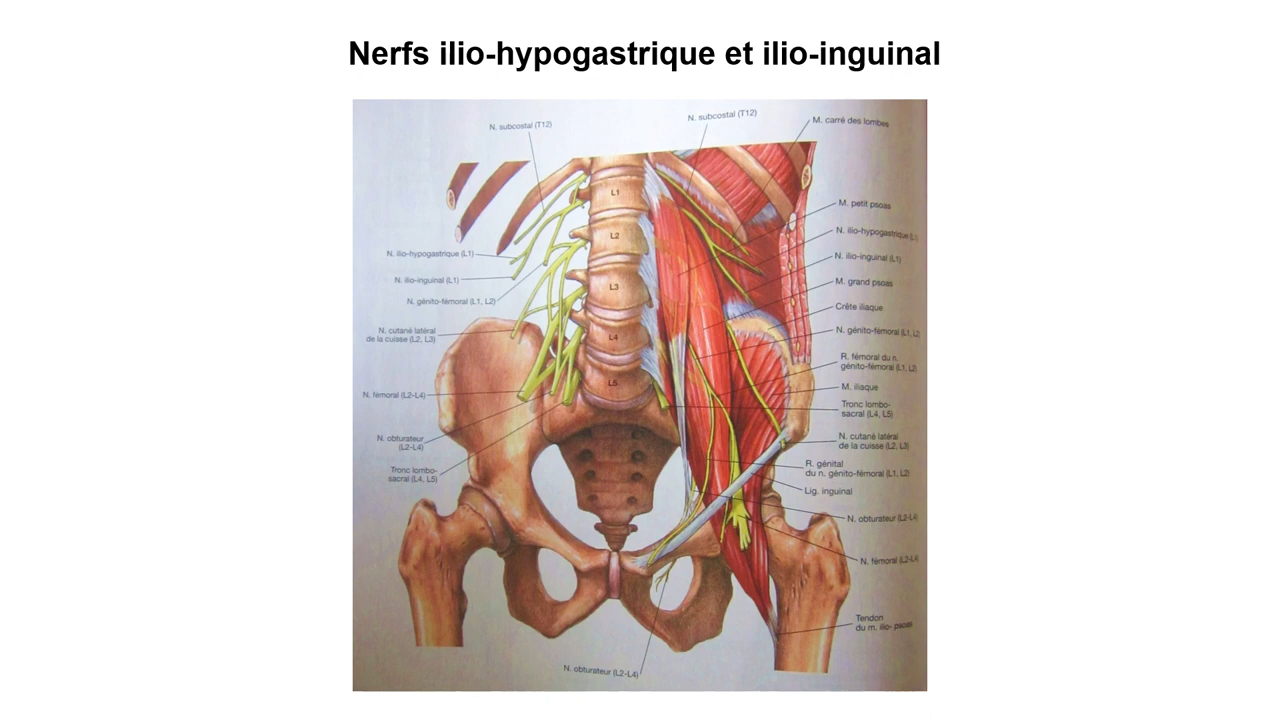 Nerfs ilio-hypogastrique et ilio-inguinal
N. subcostal (T12)
N. subcostal (T12)
M. carré des lombes
L1
L2
L3
L4
L5
N. ilio-hypogastrique (L1)
N. ilio-inguinal (L1)
N. génito-fémoral (L1, L2)
N. cutané latéral
de la cuisse (L2, L3)
N. fémoral (L2-L4)
N. obturateur
(L2-L4)
Tronc lombo-
sacral (L4, L5)
M. petit psoas
N. ilio-hypogastrique (L1)
N. ilio-inguinal (L1)
M. grand psoas
Crête iliaque
N. génito-fémoral (L1, L2)
R. fémoral du n.
génito-fémoral (L1, L2)
M. iliaque
Tronc lombo-
sacral (L4, L5)
N. cutané latéral
de la cuisse (L2, L3)
R. génital
du n. génito-fémoral (L1, L2)
Lig. inguinal
N. obturateur (L2-L4)
N. fémoral (L2-L4)
Tendon
du m. ilio- psoas
N. obturateur (L2-L4)